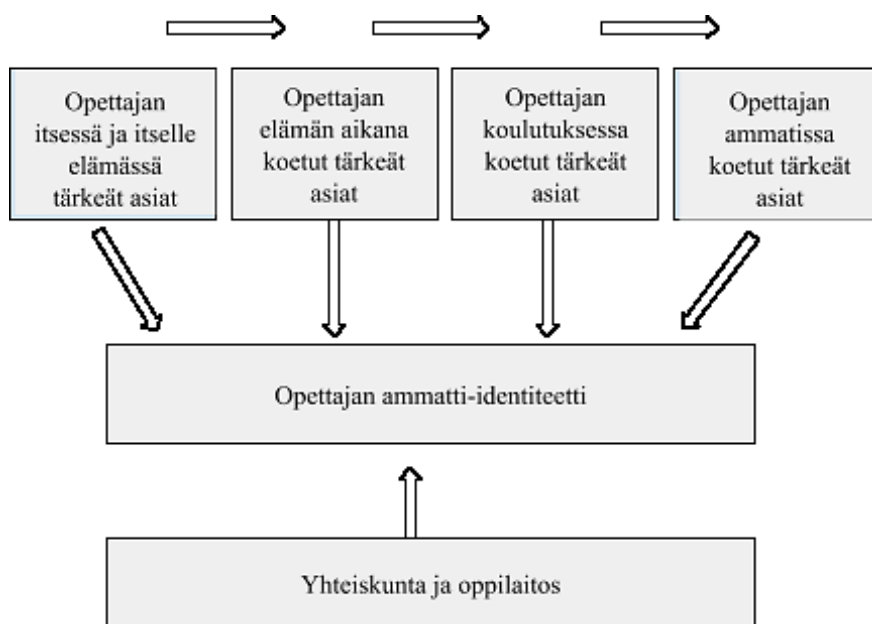 Opettajan
itsessä ja itselle
elämässä
tärkeät asiat
Opettajan
elämän aikana
koetut tärkeät
asiat
Opettajan
koulutuksessa
koetut tärkeät
asiat
Opettajan
ammatissa
koetut tärkeät
asiat
Opettajan ammatti-identiteetti
Yhteiskunta ja oppilaitos